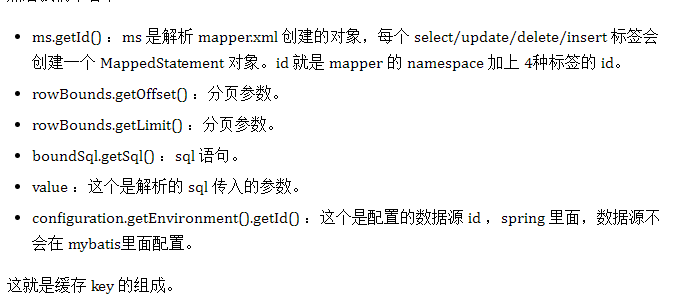 ms.getId() ：ms 是解析 mapper.xml 创建的对象，每个 select/update/delete/insert 标签会
创建一个 MappedStatement 对象。id 就是 mapper 的 namespace 加上 4种标签的 id。
rowBounds.getOffset() ：分页参数。
rowBounds.getLimit() ：分页参数。
boundSql.getSql() ：sql 语句。
value ：这个是解析的 sql 传入的参数。
configuration.getEnvironment().getId() ：这个是配置的数据源 id ，spring 里面，数据源不
会在 mybatis里面配置。
这就是缓存 key 的组成。